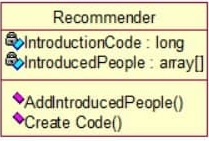 Recommender
IntroductionCode : long
IntroducedPeople : array[]
AddIntroducedPeople()
Create Code()